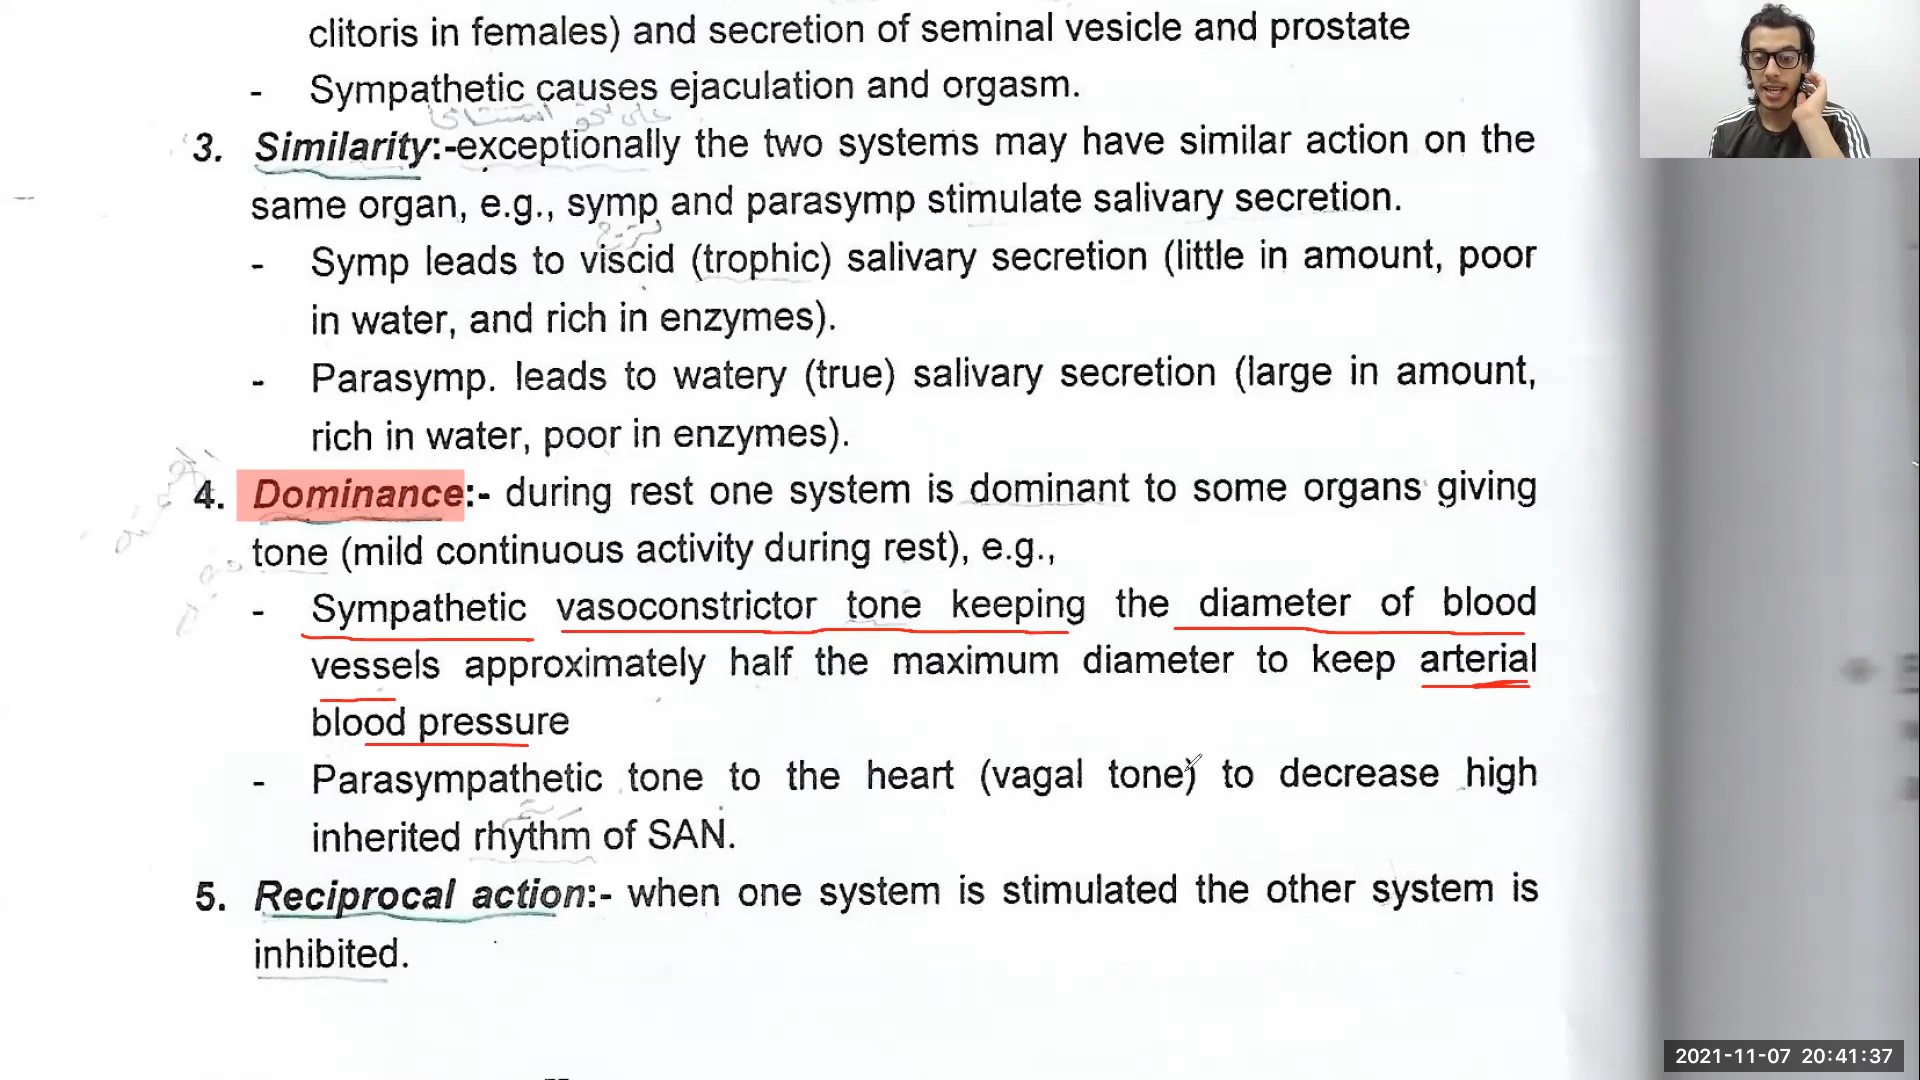 clitoris in females) and secretion of seminal vesicle and prostate
- Sympathetic causes ejaculation and orgasm.
على نحو استثنائي
3. Similarity:-exceptionally the two systems may have similar action on the
same organ, e.g., symp and parasymp stimulate salivary secretion.
لزج
- Symp leads to viscid (trophic) salivary secretion (little in amount, poor
in water, and rich in enzymes).
- Parasymp. leads to watery (true) salivary secretion (large in amount,
rich in water, poor in enzymes).
4. Dominance:- during rest one system is dominant to some organs giving
tone (mild continuous activity during rest), e.g.,
- Sympathetic vasoconstrictor tone keeping the diameter of blood
vessels approximately half the maximum diameter to keep arterial
blood pressure
- Parasympathetic tone to the heart (vagal tone) to decrease high
inherited rhythm of SAN.
5. Reciprocal action:- when one system is stimulated the other system is
inhibited.
2021-11-07 20:41:37